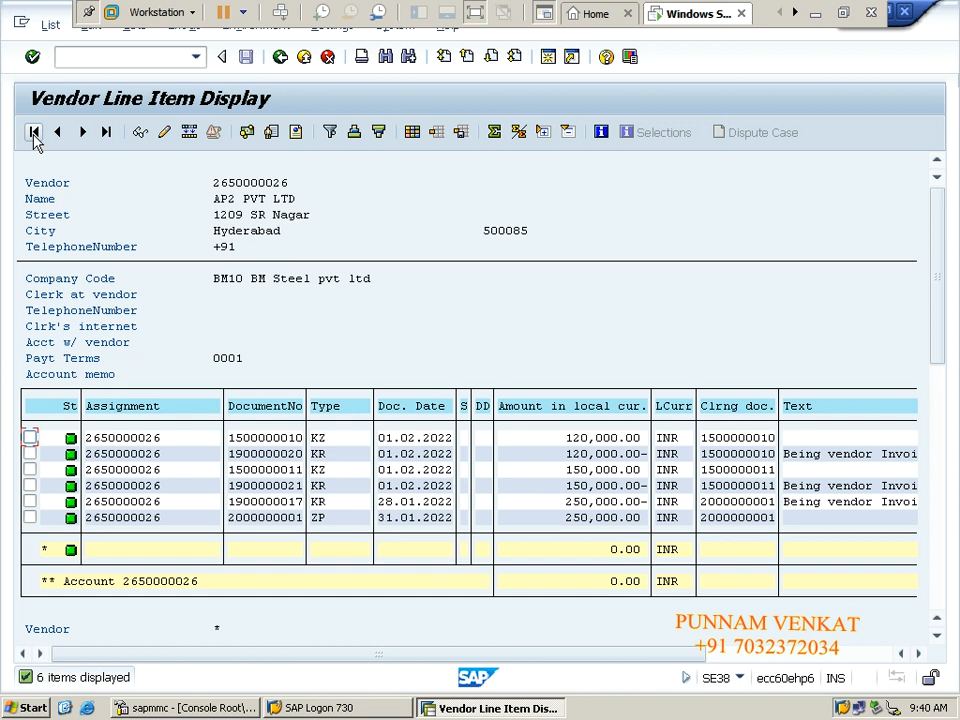 Workstation
Home
Windows S...
List
Vendor Line Item Display
Selections
Dispute Case
Vendor 2650000026
Name AP2 PVT LTD
Street 1209 SR Nagar
City Hyderabad 500085
TelephoneNumber +91
Company Code BM10 BM Steel pvt ltd
Clerk at vendor
TelephoneNumber
Clrk's internet
Acct w/ vendor
Payt Terms 0001
Account memo
St Assignment DocumentNo Type Doc. Date S DD Amount in local cur. LCurr Clrng doc. Text
2650000026 1500000010 KZ 01.02.2022 120,000.00 INR 1500000010
2650000026 1900000020 KR 01.02.2022 120,000.00- INR 1500000010 Being vendor Invoi
2650000026 1500000011 KZ 01.02.2022 150,000.00 INR 1500000011
2650000026 1900000021 KR 01.02.2022 150,000.00- INR 1500000011 Being vendor Invoi
2650000026 1900000017 KR 28.01.2022 250,000.00- INR 2000000001 Being vendor Invoi
2650000026 2000000001 ZP 31.01.2022 250,000.00 INR 2000000001
* 0.00 INR
** Account 2650000026 0.00 INR
Vendor *
PUNNAM VENKAT
+91 7032372034
6 items displayed
SAP
SE38
ecc60ehp6
INS
Start
sapmmc - [Console Root\...
SAP Logon 730
Vendor Line Item Dis...
9:40 AM